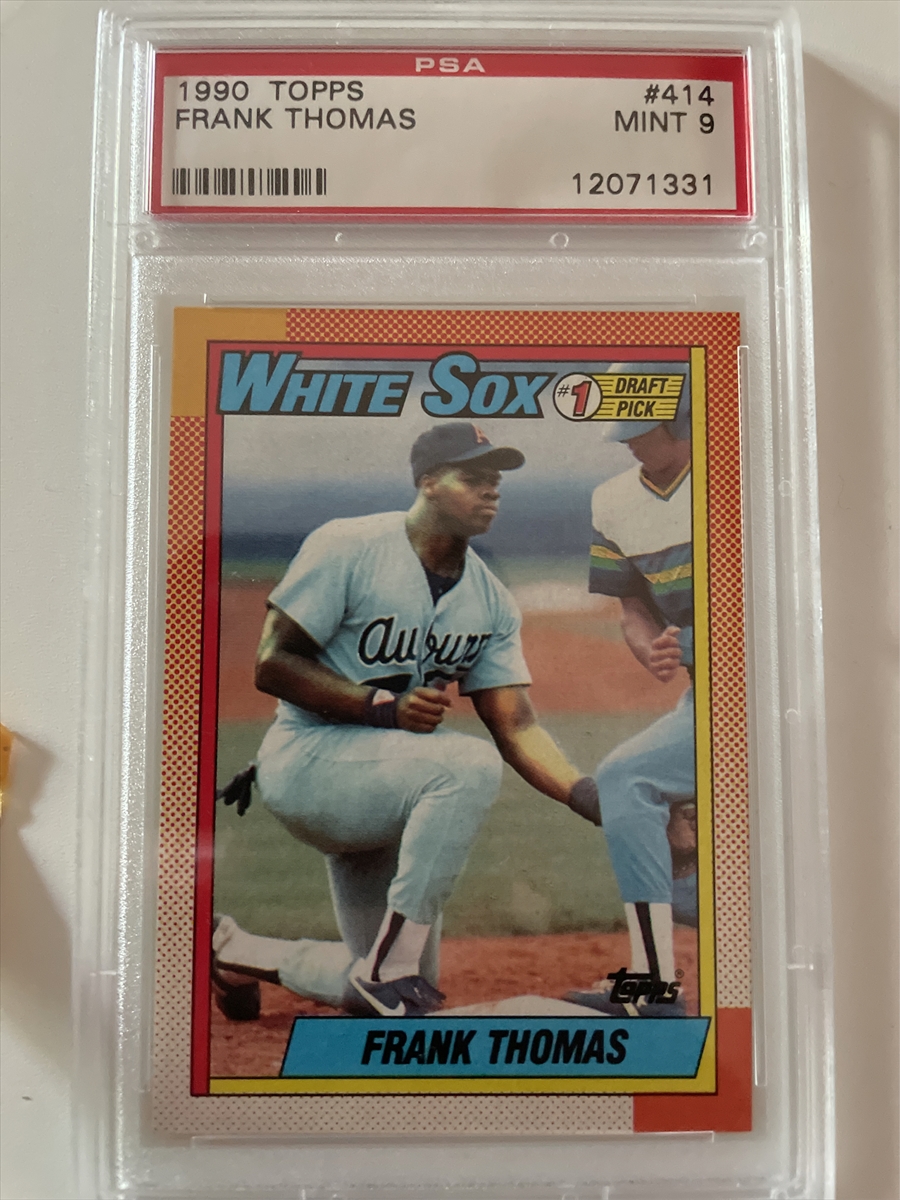 PSA
1990 TOPPS #414
FRANK THOMAS MINT 9
12071331
WHITE SOX #1 DRAFT PICK
A
Auburn
TOPPS®
FRANK THOMAS